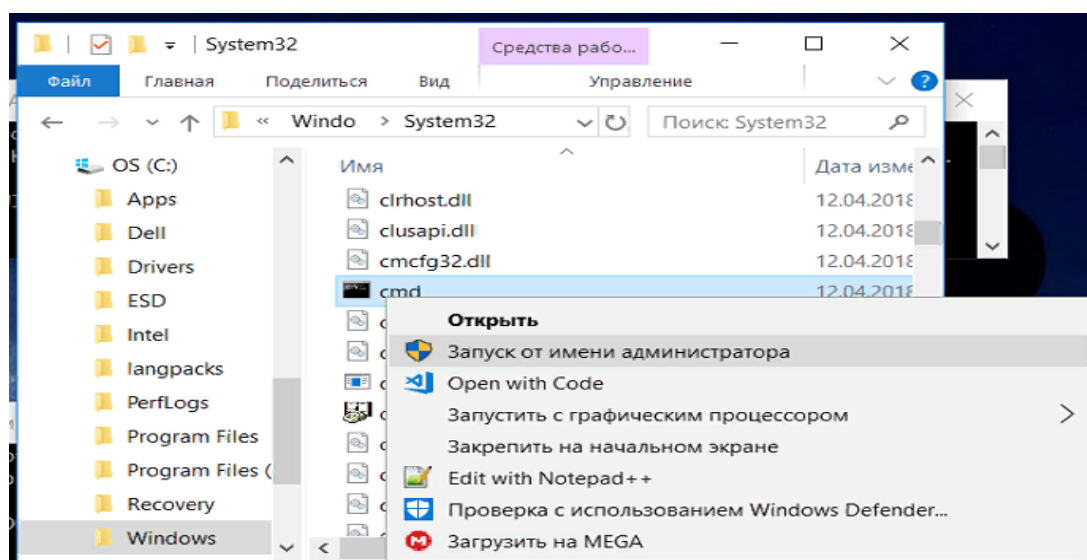 System32
Средства рабо...
Файл
Главная
Поделиться
Вид
Управление
Windo > System32
Поиск: System32
OS (C:)
Apps
Dell
Drivers
ESD
Intel
langpacks
PerfLogs
Program Files
Program Files (
Recovery
Windows
Имя
Дата изме
clrhost.dll
12.04.2018
clusapi.dll
12.04.2018
cmcfg32.dll
12.04.2018
cmd
12.04.2018
Открыть
Запуск от имени администратора
Open with Code
Запустить с графическим процессором
Закрепить на начальном экране
Edit with Notepad++
Проверка с использованием Windows Defender...
Загрузить на MEGA